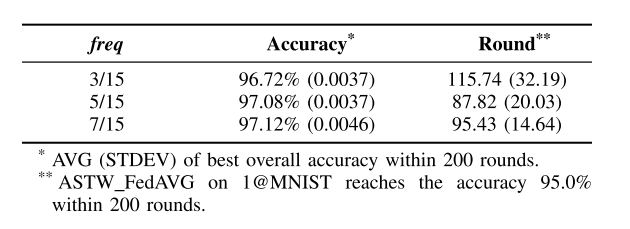 freq Accuracy* Round**
3/15 96.72% (0.0037) 115.74 (32.19)
5/15 97.08% (0.0037) 87.82 (20.03)
7/15 97.12% (0.0046) 95.43 (14.64)
* AVG (STDEV) of best overall accuracy within 200 rounds.
** ASTW_FedAVG on 1@MNIST reaches the accuracy 95.0%
within 200 rounds.